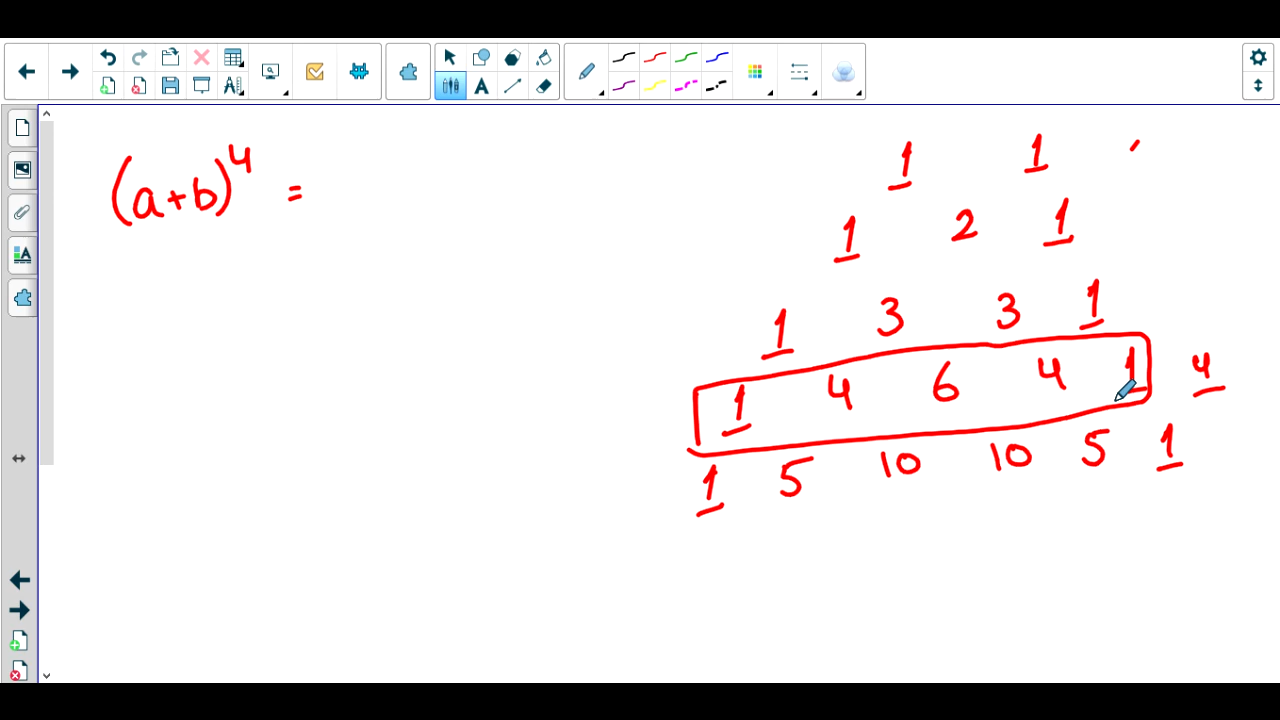 (a+b)^4 =
1 1
1 2 1
1 3 3 1
1 4 6 4 1 4
1 5 10 10 5 1